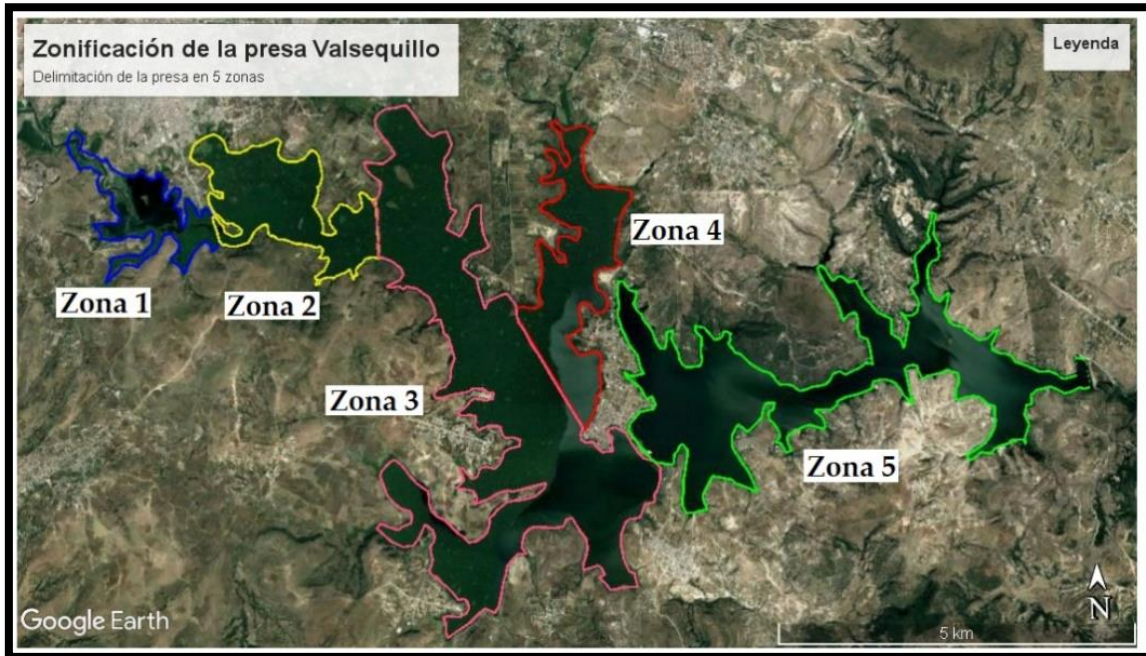 Zonificación de la presa Valsequillo
Delimitación de la presa en 5 zonas
Leyenda
Zona 4
Zona 1
Zona 2
Zona 3
Zona 5
Google Earth
N
5 km